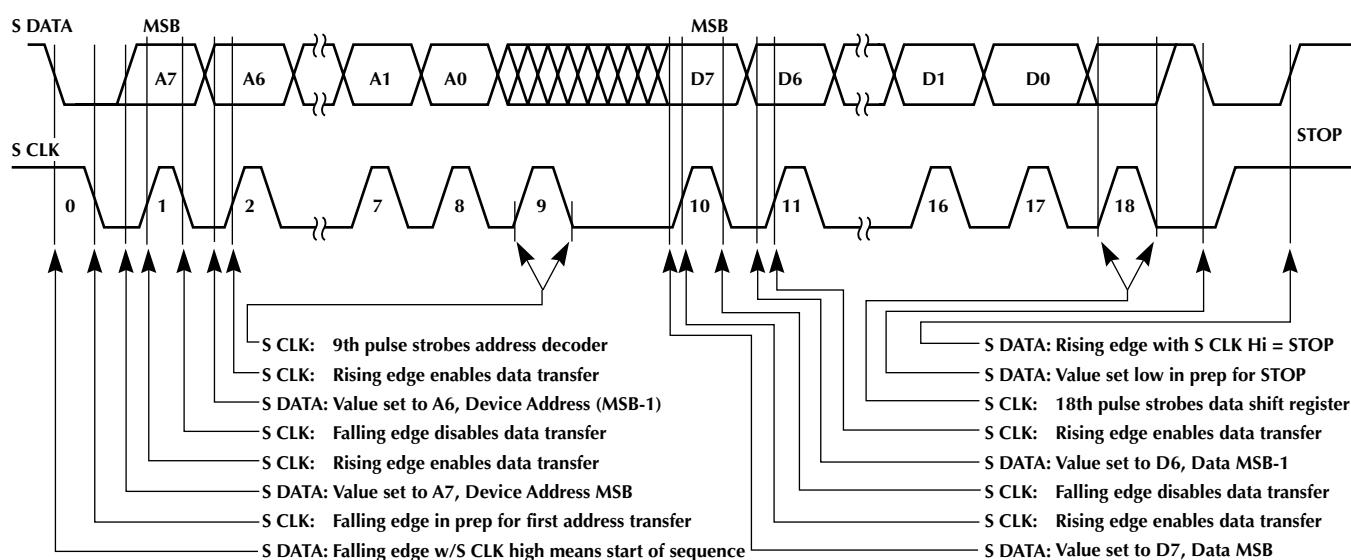 S DATA MSB MSB
A7 A6 A1 A0 D7 D6 D1 D0
S CLK STOP
0 1 2 7 8 9 10 11 16 17 18
S CLK: 9th pulse strobes address decoder
S CLK: Rising edge enables data transfer
S DATA: Value set to A6, Device Address (MSB-1)
S CLK: Falling edge disables data transfer
S CLK: Rising edge enables data transfer
S DATA: Value set to A7, Device Address MSB
S CLK: Falling edge in prep for first address transfer
S DATA: Falling edge w/S CLK high means start of sequence
S DATA: Rising edge with S CLK Hi = STOP
S DATA: Value set low in prep for STOP
S CLK: 18th pulse strobes data shift register
S CLK: Rising edge enables data transfer
S DATA: Value set to D6, Data MSB-1
S CLK: Falling edge disables data transfer
S CLK: Rising edge enables data transfer
S DATA: Value set to D7, Data MSB